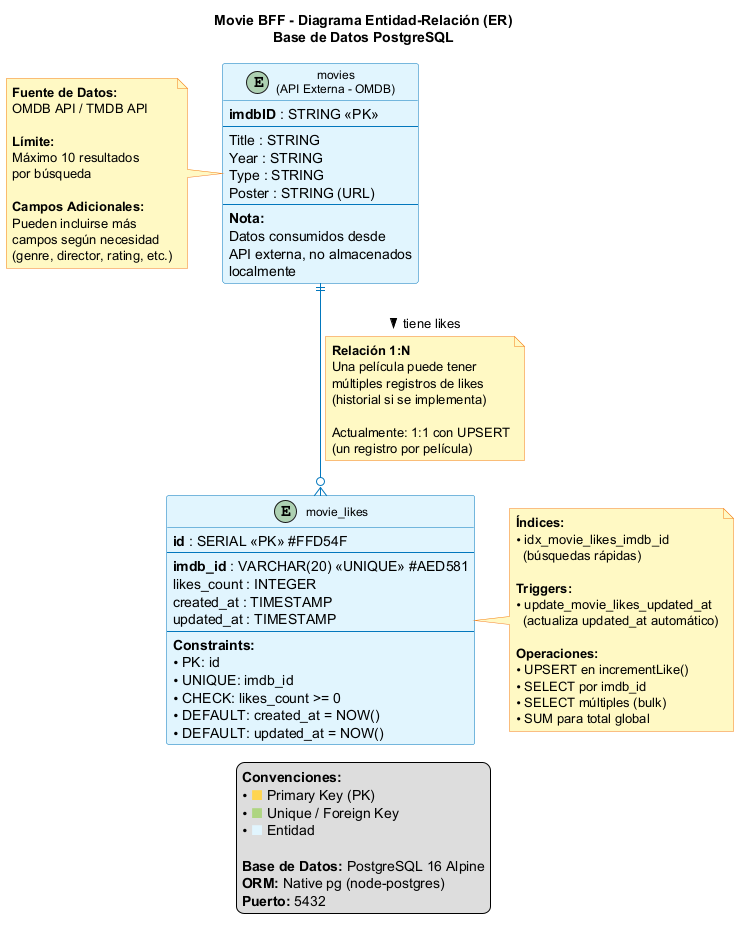 Movie BFF - Diagrama Entidad-Relación (ER)
Base de Datos PostgreSQL
Fuente de Datos:
OMDB API / TMDB API
Límite:
Máximo 10 resultados
por búsqueda
Campos Adicionales:
Pueden incluirse más
campos según necesidad
(genre, director, rating, etc.)
E
movies
(API Externa - OMDB)
imdbID : STRING «PK»
Title : STRING
Year : STRING
Type : STRING
Poster : STRING (URL)
Nota:
Datos consumidos desde
API externa, no almacenados
localmente
tiene likes
Relación 1:N
Una película puede tener
múltiples registros de likes
(historial si se implementa)
Actualmente: 1:1 con UPSERT
(un registro por película)
E movie_likes
id : SERIAL «PK» #FFD54F
imdb_id : VARCHAR(20) «UNIQUE» #AED581
likes_count : INTEGER
created_at : TIMESTAMP
updated_at : TIMESTAMP
Constraints:
• PK: id
• UNIQUE: imdb_id
• CHECK: likes_count >= 0
• DEFAULT: created_at = NOW()
• DEFAULT: updated_at = NOW()
Índices:
• idx_movie_likes_imdb_id
(búsquedas rápidas)
Triggers:
• update_movie_likes_updated_at
(actualiza updated_at automático)
Operaciones:
• UPSERT en incrementLike()
• SELECT por imdb_id
• SELECT múltiples (bulk)
• SUM para total global
Convenciones:
• Primary Key (PK)
• Unique / Foreign Key
• Entidad
Base de Datos: PostgreSQL 16 Alpine
ORM: Native pg (node-postgres)
Puerto: 5432